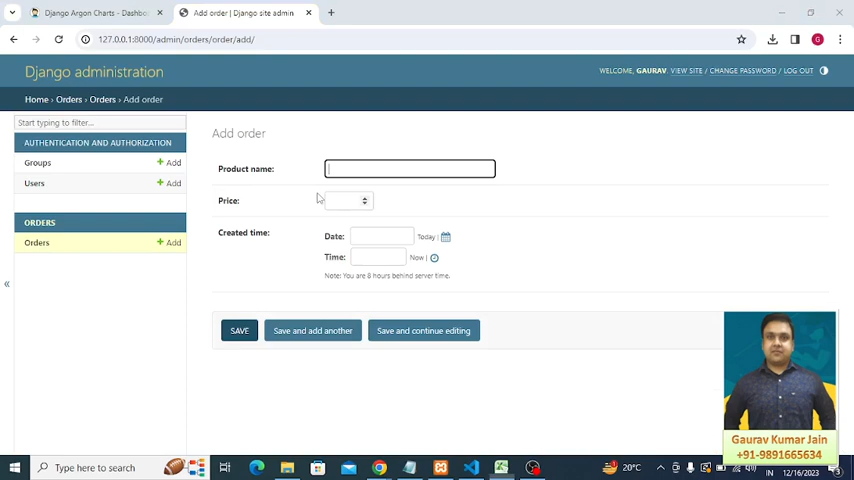 Django Argon Charts - Dashbo
Add order | Django site admin
127.0.0.1:8000/admin/orders/order/add/
G
Django administration
WELCOME, GAURAV. VIEW SITE / CHANGE PASSWORD / LOG OUT
Home › Orders › Orders › Add order
Start typing to filter...
AUTHENTICATION AND AUTHORIZATION
Groups + Add
Users + Add
ORDERS
Orders + Add
«
Add order
Product name:
Price:
Created time:
Date: Today |
Time: Now |
Note: You are 8 hours behind server time.
SAVE
Save and add another
Save and continue editing
Gaurav Kumar Jain
+91-9891665634
Type here to search
20°C
IN
12/16/2023
3